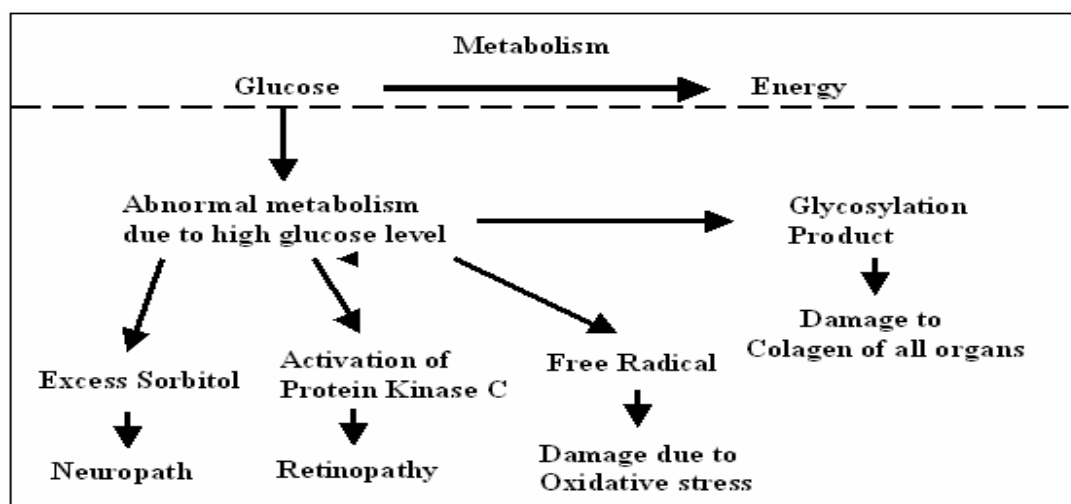 Metabolism
Glucose
Energy
Abnormal metabolism
due to high glucose level
Glycosylation
Product
Damage to
Colagen of all organs
Excess Sorbitol
Activation of
Protein Kinase C
Free Radical
Neuropath
Retinopathy
Damage due to
Oxidative stress